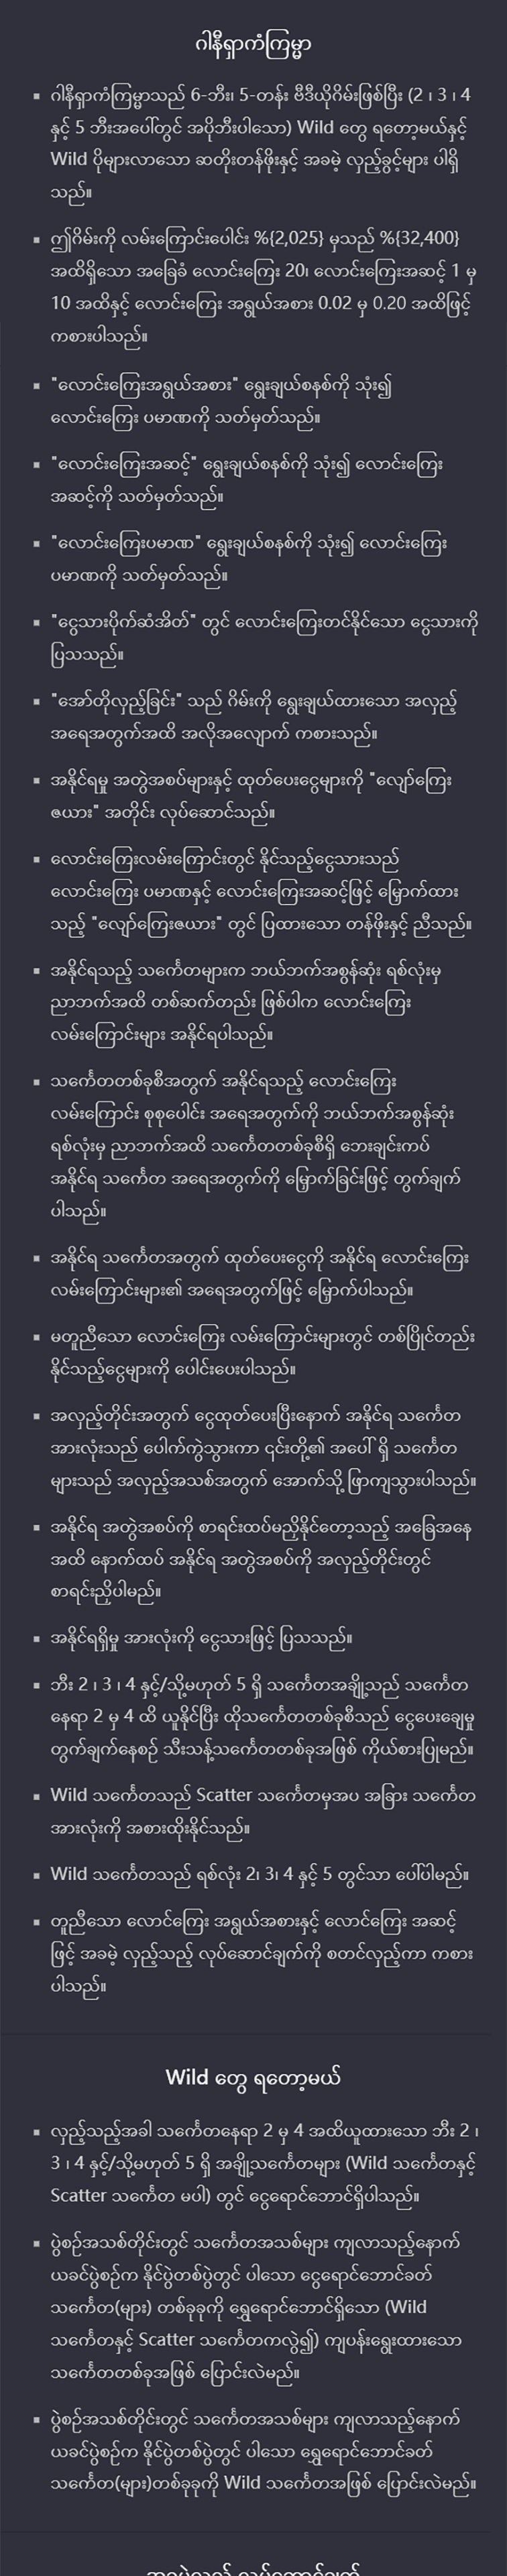 ဂါနီရှာကံကြမ္မာ
▪ ဂါနီရှာကံကြမ္မာသည် 6-ဘီး၊ 5-တန်း ဗီဒီယိုဂိမ်းဖြစ်ပြီး (2 ၊ 3 ၊ 4
နှင့် 5 ဘီးအပေါ်တွင် အပိုဘီးပါသော) Wild တွေ ရတော့မယ်နှင့်
Wild ပိုများလာသော ဆတိုးတန်ဖိုးနှင့် အခမဲ့ လှည့်ခွင့်များ ပါရှိ
သည်။
▪ ဤဂိမ်းကို လမ်းကြောင်းပေါင်း %{2,025} မှသည် %{32,400}
အထိရှိသော အခြေခံ လောင်းကြေး 20၊ လောင်းကြေးအဆင့် 1 မှ
10 အထိနှင့် လောင်းကြေး အရွယ်အစား 0.02 မှ 0.20 အထိဖြင့်
ကစားပါသည်။
▪ "လောင်းကြေးအရွယ်အစား" ရွေးချယ်စနစ်ကို သုံး၍
လောင်းကြေး ပမာဏကို သတ်မှတ်သည်။
▪ "လောင်းကြေးအဆင့်" ရွေးချယ်စနစ်ကို သုံး၍ လောင်းကြေး
အဆင့်ကို သတ်မှတ်သည်။
▪ "လောင်းကြေးပမာဏ" ရွေးချယ်စနစ်ကို သုံး၍ လောင်းကြေး
ပမာဏကို သတ်မှတ်သည်။
▪ "ငွေသားပိုက်ဆံအိတ်" တွင် လောင်းကြေးတင်နိုင်သော ငွေသားကို
ပြသသည်။
▪ "အော်တိုလှည့်ခြင်း" သည် ဂိမ်းကို ရွေးချယ်ထားသော အလှည့်
အရေအတွက်အထိ အလိုအလျောက် ကစားသည်။
▪ အနိုင်ရမှု အတွဲအစပ်များနှင့် ထုတ်ပေးငွေများကို "လျော်ကြေး
ဇယား" အတိုင်း လုပ်ဆောင်သည်။
▪ လောင်းကြေးလမ်းကြောင်းတွင် နိုင်သည့်ငွေသားသည်
လောင်းကြေး ပမာဏနှင့် လောင်းကြေးအဆင့်ဖြင့် မြှောက်ထား
သည့် "လျော်ကြေးဇယား" တွင် ပြထားသော တန်ဖိုးနှင့် ညီသည်။
▪ အနိုင်ရသည့် သင်္ကေတများက ဘယ်ဘက်အစွန်ဆုံး ရစ်လုံးမှ
ညာဘက်အထိ တစ်ဆက်တည်း ဖြစ်ပါက လောင်းကြေး
လမ်းကြောင်းများ အနိုင်ရပါသည်။
▪ သင်္ကေတတစ်ခုစီအတွက် အနိုင်ရသည့် လောင်းကြေး
လမ်းကြောင်း စုစုပေါင်း အရေအတွက်ကို ဘယ်ဘက်အစွန်ဆုံး
ရစ်လုံးမှ ညာဘက်အထိ သင်္ကေတတစ်ခုစီရှိ ဘေးချင်းကပ်
အနိုင်ရ သင်္ကေတ အရေအတွက်ကို မြှောက်ခြင်းဖြင့် တွက်ချက်
ပါသည်။
▪ အနိုင်ရ သင်္ကေတအတွက် ထုတ်ပေးငွေကို အနိုင်ရ လောင်းကြေး
လမ်းကြောင်းများ၏ အရေအတွက်ဖြင့် မြှောက်ပါသည်။
▪ မတူညီသော လောင်းကြေး လမ်းကြောင်းများတွင် တစ်ပြိုင်တည်း
နိုင်သည့်ငွေများကို ပေါင်းပေးပါသည်။
▪ အလှည့်တိုင်းအတွက် ငွေထုတ်ပေးပြီးနောက် အနိုင်ရ သင်္ကေတ
အားလုံးသည် ပေါက်ကွဲသွားကာ ၎င်းတို့၏ အပေါ် ရှိ သင်္ကေတ
များသည် အလှည့်အသစ်အတွက် အောက်သို့ ဖြာကျသွားပါသည်။
▪ အနိုင်ရ အတွဲအစပ်ကို စာရင်းထပ်မညှိနိုင်တော့သည့် အခြေအနေ
အထိ နောက်ထပ် အနိုင်ရ အတွဲအစပ်ကို အလှည့်တိုင်းတွင်
စာရင်းညှိပါမည်။
▪ အနိုင်ရရှိမှု အားလုံးကို ငွေသားဖြင့် ပြသသည်။
▪ ဘီး 2 ၊ 3 ၊ 4 နှင့်/သို့မဟုတ် 5 ရှိ သင်္ကေတအချို့သည် သင်္ကေတ
နေရာ 2 မှ 4 ထိ ယူနိုင်ပြီး ထိုသင်္ကေတတစ်ခုစီသည် ငွေပေးချေမှု
တွက်ချက်နေစဉ် သီးသန့်သင်္ကေတတစ်ခုအဖြစ် ကိုယ်စားပြုမည်။
▪ Wild သင်္ကေတသည် Scatter သင်္ကေတမှအပ အခြား သင်္ကေတ
အားလုံးကို အစားထိုးနိုင်သည်။
▪ Wild သင်္ကေတသည် ရစ်လုံး 2၊ 3၊ 4 နှင့် 5 တွင်သာ ပေါ်ပါမည်။
▪ တူညီသော လောင်ကြေး အရွယ်အစားနှင့် လောင်ကြေး အဆင့်
ဖြင့် အခမဲ့ လှည့်သည့် လုပ်ဆောင်ချက်ကို စတင်လှည့်ကာ ကစား
ပါသည်။
Wild တွေ ရတော့မယ်
▪ လှည့်သည့်အခါ သင်္ကေတနေရာ 2 မှ 4 အထိယူထားသော ဘီး 2 ၊
3 ၊ 4 နှင့်/သို့မဟုတ် 5 ရှိ အချို့သင်္ကေတများ (Wild သင်္ကေတနှင့်
Scatter သင်္ကေတ မပါ) တွင် ငွေရောင်ဘောင်ရှိပါသည်။
▪ ပွဲစဉ်အသစ်တိုင်းတွင် သင်္ကေတအသစ်များ ကျလာသည့်နောက်
ယခင်ပွဲစဉ်က နိုင်ပွဲတစ်ပွဲတွင် ပါသော ငွေရောင်ဘောင်ခတ်
သင်္ကေတ(များ) တစ်ခုခုကို ရွှေရောင်ဘောင်ရှိသော (Wild
သင်္ကေတနှင့် Scatter သင်္ကေတကလွဲ၍) ကျပန်းရွေးထားသော
သင်္ကေတတစ်ခုအဖြစ် ပြောင်းလဲမည်။
▪ ပွဲစဉ်အသစ်တိုင်းတွင် သင်္ကေတအသစ်များ ကျလာသည့်နောက်
ယခင်ပွဲစဉ်က နိုင်ပွဲတစ်ပွဲတွင် ပါသော ရွှေရောင်ဘောင်ခတ်
သင်္ကေတ(များ)တစ်ခုခုကို Wild သင်္ကေတအဖြစ် ပြောင်းလဲမည်။